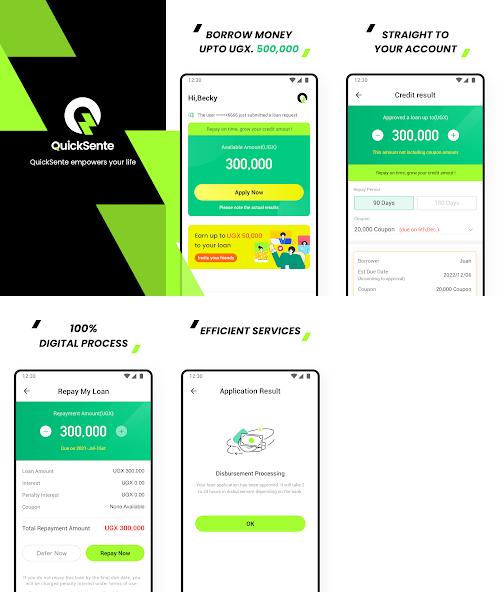 QuickSente
QuickSente empowers your life
BORROW MONEY
UPTO UGX. 500,000
12:30
Hi,Becky
The user ****6666 just submitted a loan request
Repay on time, grow your credit amout !
Available Amount(UGX)
300,000
Apply Now
Please note the actual results
Earn up to UGX 50,000
to your loan
Invite your friends
STRAIGHT TO
YOUR ACCOUNT
12:30
Credit result
Approved a loan up to(UGX)
300,000
This amount not including coupon amount
Repay on time, grow your credit amout !
Repay Period
90 Days
180 Days
Coupon
20,000 Coupon (due on 6th,Dec.)
Borrower Juan
Est Due Date
(According to approval) 2022/12/06
Coupon 20,000 Coupon
100%
DIGITAL PROCESS
12:30
Repay My Loan
Repayment Amount(UGX)
300,000
Due on 2021-Jul-15st
Loan Amount UGX 300,000
Interest UGX 0.00
Penalty Interest UGX 0.00
Coupon None Available
Total Repayment Amount UGX 300,000
Defer Now
Repay Now
If you do not repay this loan by the final due date, you
will be charged penalty interest under terms of use.
EFFICIENT SERVICES
12:30
Application Result
Disbursement Processing
Your loan application has been approved. It will take 2
to 24 hours in disbursement depending on the bank.
OK